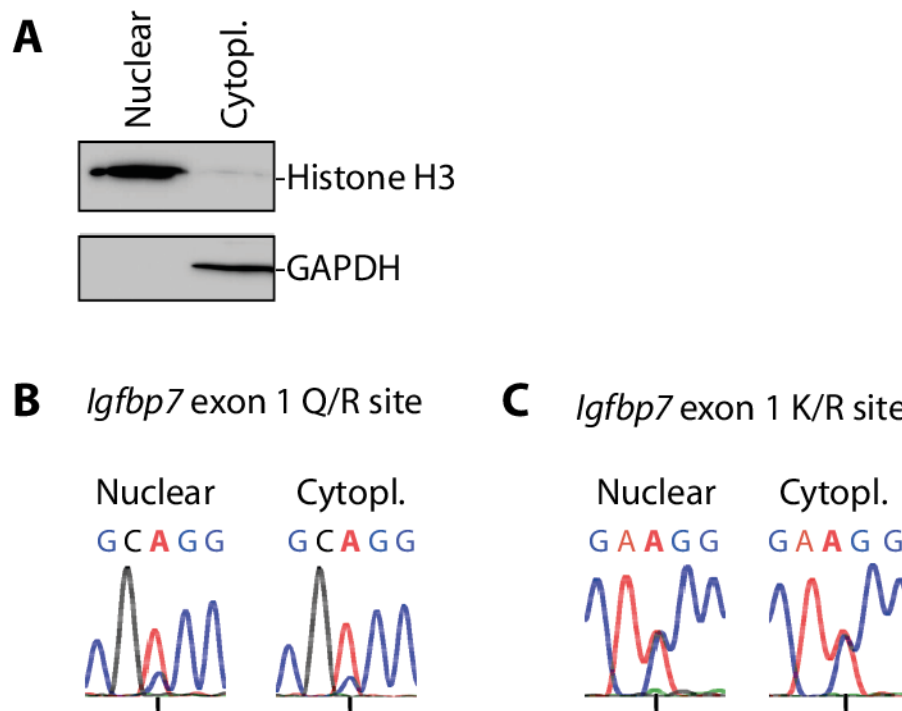 A
Nuclear Cytopl.
-Histone H3
-GAPDH
B Igfbp7 exon 1 Q/R site
C Igfbp7 exon 1 K/R site
Nuclear Cytopl.
GCAGG GCAGG
Nuclear Cytopl.
GAAGG GAAGG